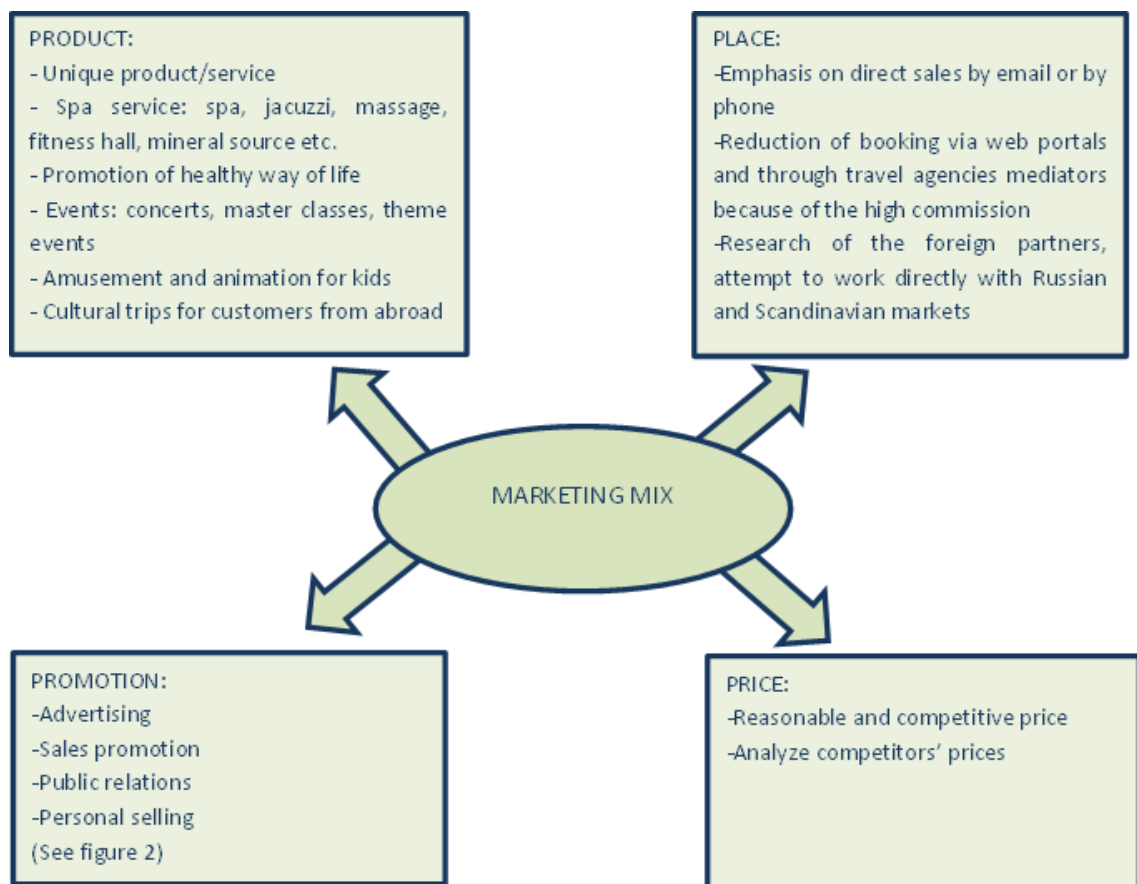 PRODUCT:
- Unique product/service
- Spa service: spa, jacuzzi, massage,
fitness hall, mineral source etc.
- Promotion of healthy way of life
- Events: concerts, master classes, theme
events
- Amusement and animation for kids
- Cultural trips for customers from abroad
PLACE:
-Emphasis on direct sales by email or by
phone
-Reduction of booking via web portals
and through travel agencies mediators
because of the high commission
-Research of the foreign partners,
attempt to work directly with Russian
and Scandinavian markets
MARKETING MIX
PROMOTION:
-Advertising
-Sales promotion
-Public relations
-Personal selling
(See figure 2)
PRICE:
-Reasonable and competitive price
-Analyze competitors’ prices